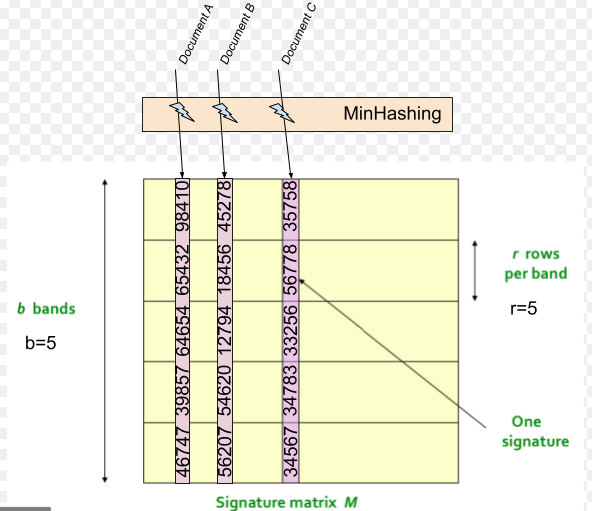 Document A
Document B
Document C
MinHashing
46747 39857 64654 65432 98410
56207 54620 12794 18456 45278
34567 34783 33256 56778 35758
r rows
per band
r=5
b bands
b=5
One
signature
Signature matrix M